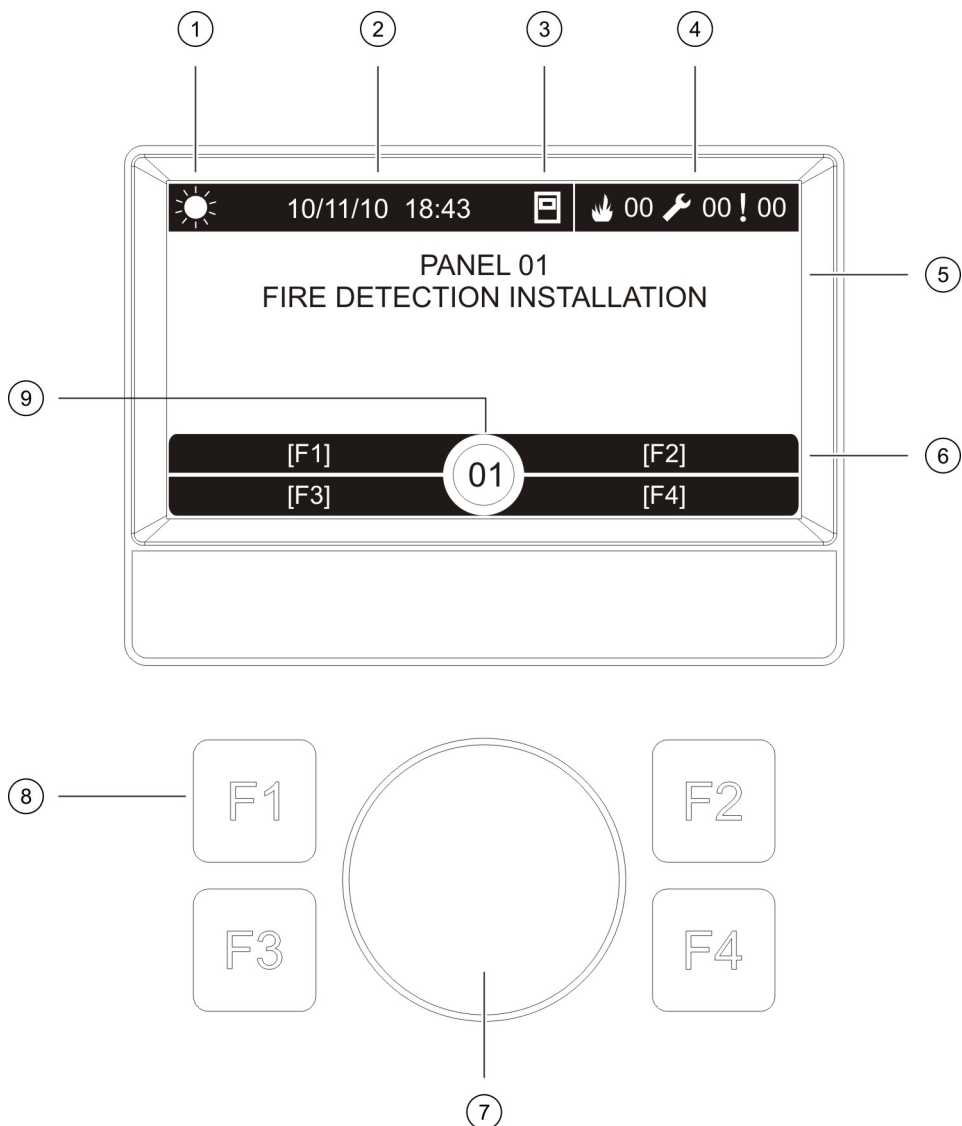 1 2 3 4
10/11/10 18:43 00 00 ! 00
PANEL 01
FIRE DETECTION INSTALLATION
5
9
[F1] 01 [F2]
6
[F3] [F4]
8
F1 F2
F3 F4
7